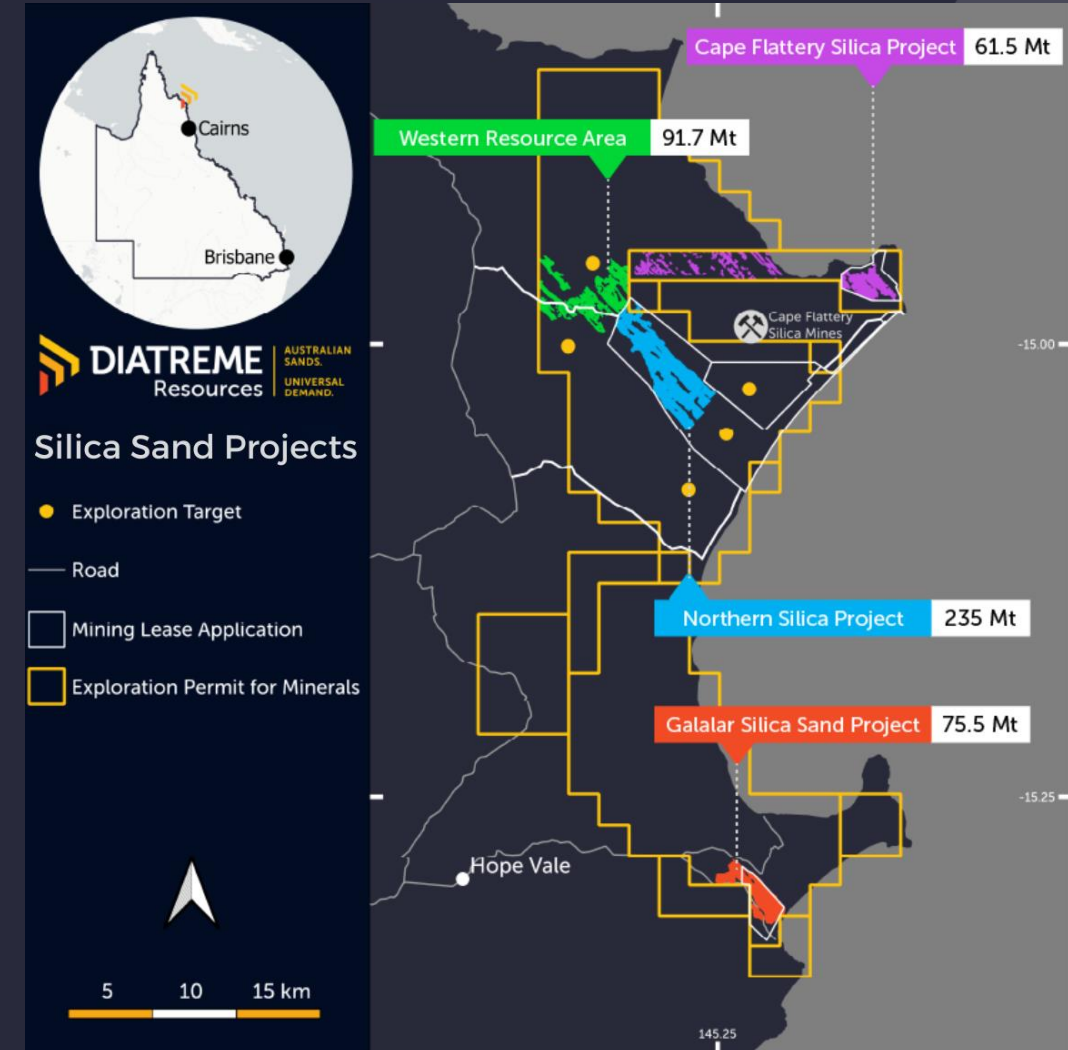 Cairns
Brisbane
DIATREME
Resources
AUSTRALIAN
SANDS.
UNIVERSAL
DEMAND.
Silica Sand Projects
Exploration Target
Road
Mining Lease Application
Exploration Permit for Minerals
5 10 15 km
Cape Flattery Silica Project 61.5 Mt
Western Resource Area 91.7 Mt
Cape Flattery
Silica Mines
-15.00
Northern Silica Project 235 Mt
Galalar Silica Sand Project 75.5 Mt
-15.25
Hope Vale
145.25